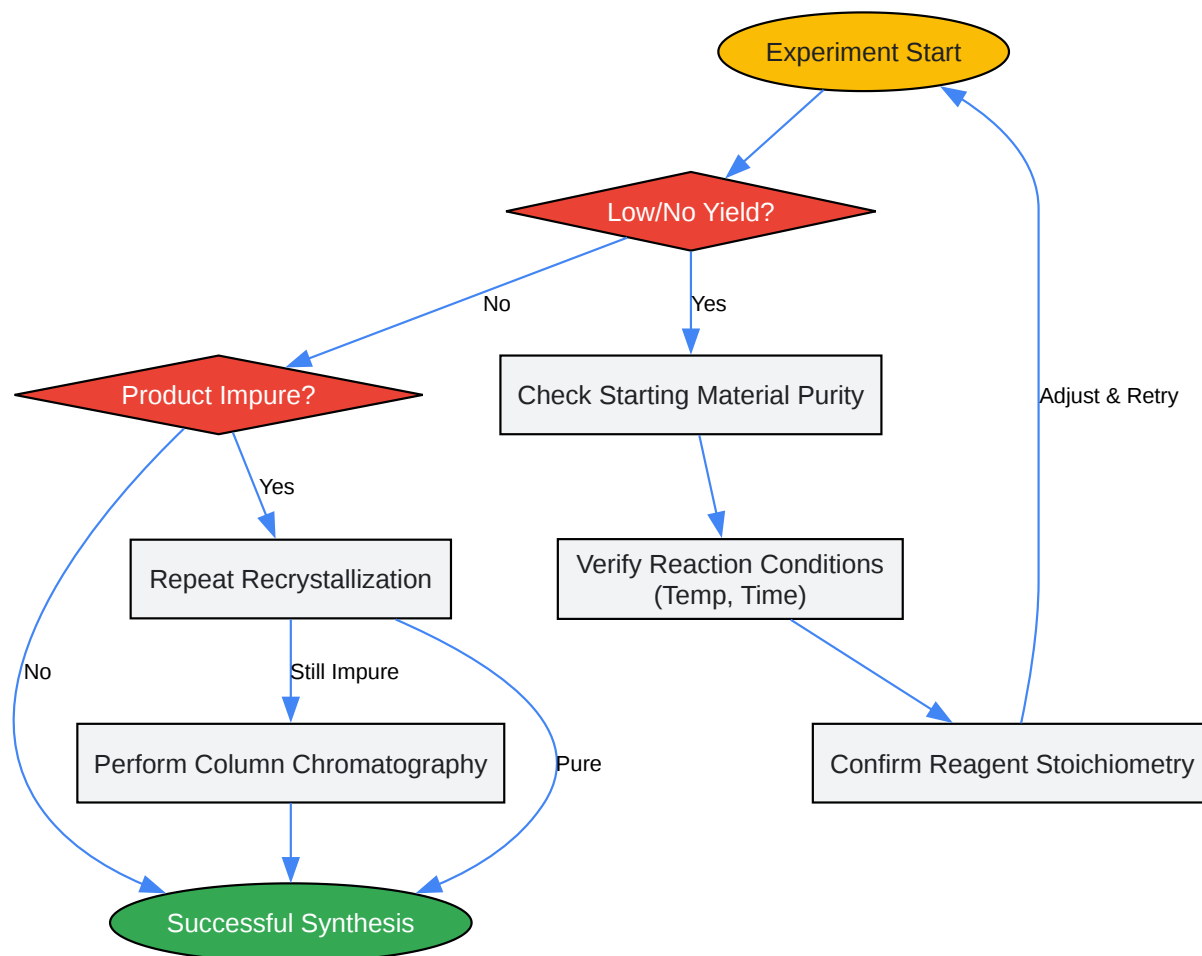 Experiment Start
Low/No Yield?
No
Yes
Product Impure?
Check Starting Material Purity
Adjust & Retry
Yes
Repeat Recrystallization
Verify Reaction Conditions
(Temp, Time)
No
Still Impure
Perform Column Chromatography
Pure
Confirm Reagent Stoichiometry
Successful Synthesis